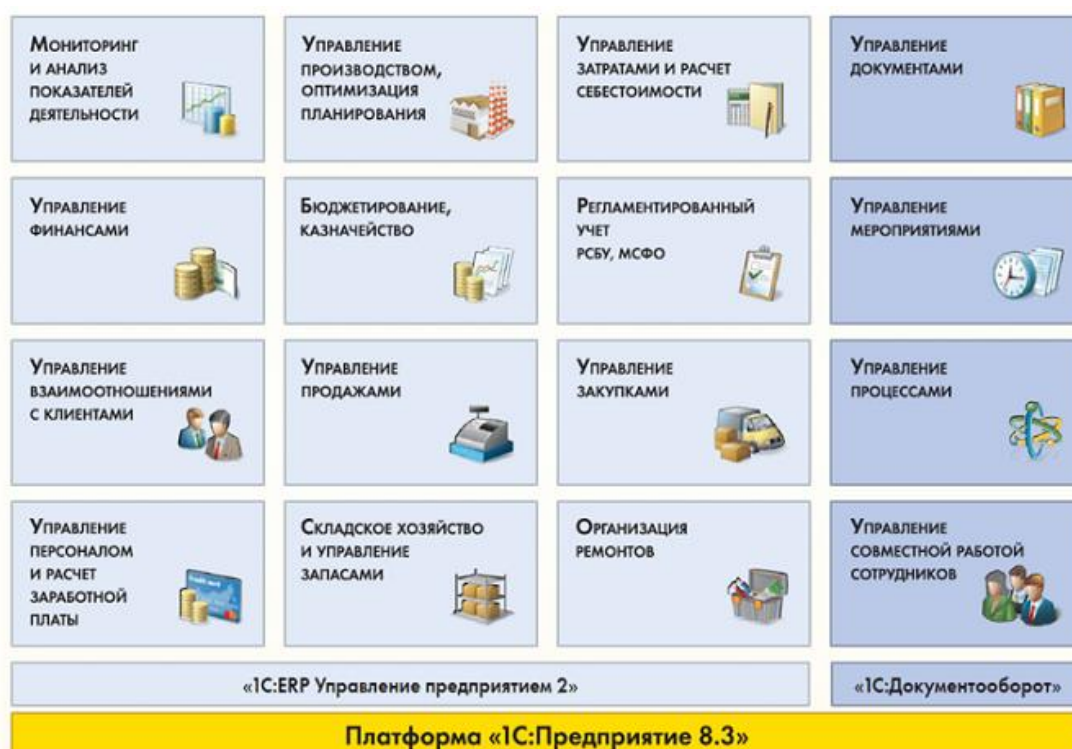 Мониторинг
и анализ
показателей
деятельности
Управление
производством,
оптимизация
планирования
Управление
затратами и расчет
себестоимости
Управление
документами
Управление
финансами
Бюджетирование,
казначейство
Регламентированный
учет
РСБУ, МСФО
Управление
мероприятиями
Управление
взаимоотношениями
с клиентами
Управление
продажами
Управление
закупками
Управление
процессами
Управление
персоналом
и расчет
заработной
платы
Складское хозяйство
и управление
запасами
Организация
ремонтов
Управление
совместной работой
сотрудников
«1С:ERP Управление предприятием 2»
«1С:Документооборот»
Платформа «1С:Предприятие 8.3»